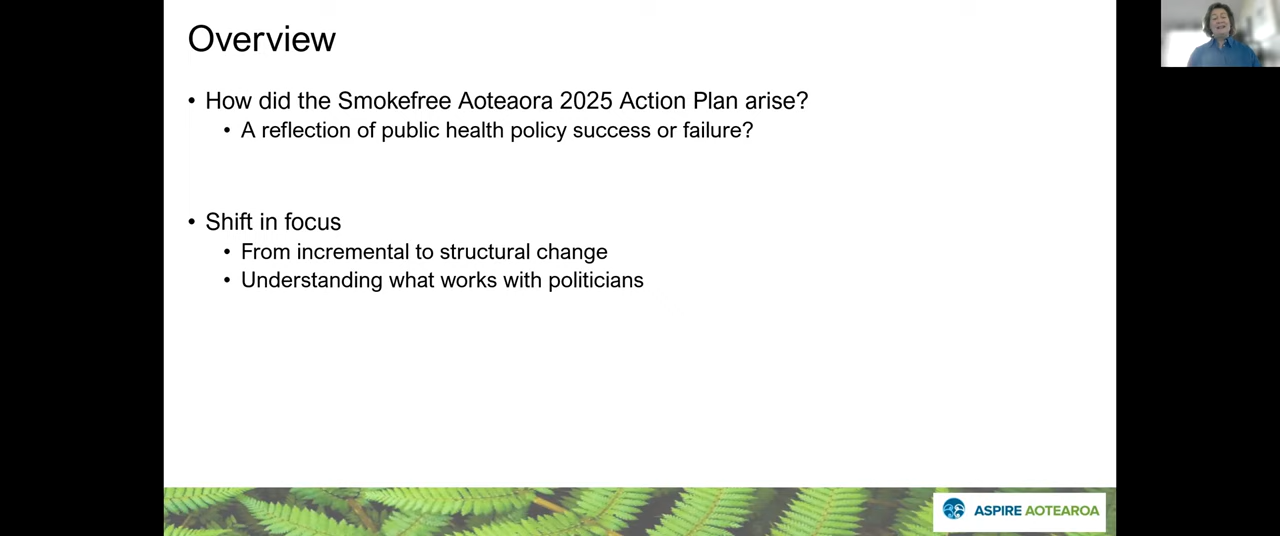 Overview
• How did the Smokefree Aoteaora 2025 Action Plan arise?
• A reflection of public health policy success or failure?
• Shift in focus
• From incremental to structural change
• Understanding what works with politicians
ASPIRE AOTEAROA